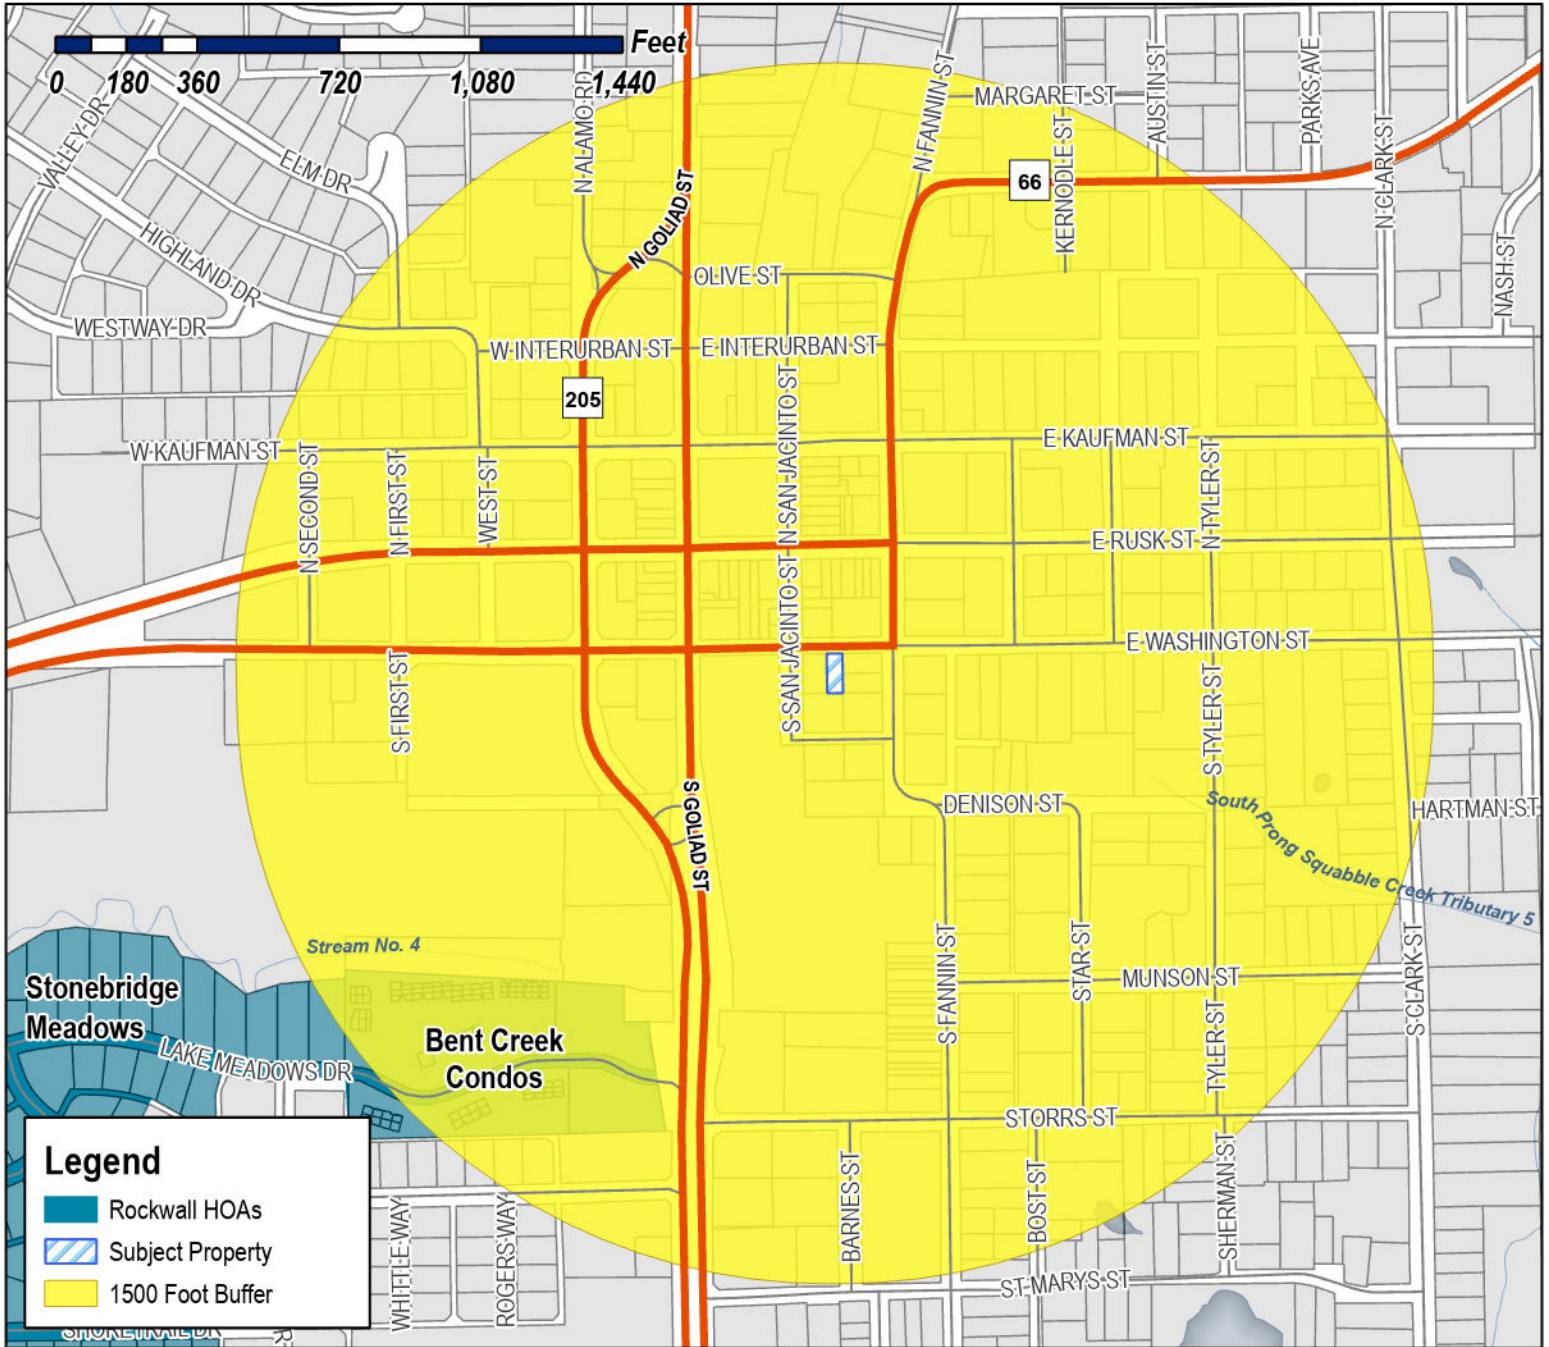 Feet
0 180 360 720 1,080 1,440
N ALAMO RD
N FANNIN ST
MARGARET ST
AUSTIN ST
PARKS AVE
VALLEY DR
ELM DR
N CLARK ST
KERNODLE ST
66
N GOLIAD ST
HIGHLAND DR
NASH ST
OLIVE ST
WESTWAY DR
W INTERURBAN ST
E INTERURBAN ST
205
N SAN JACINTO ST
W KAUFMAN ST
E KAUFMAN ST
N SECOND ST
N FIRST ST
WEST ST
N TYLER ST
E RUSK ST
S SAN JACINTO ST
E WASHINGTON ST
S FIRST ST
S TYLER ST
S GOLIAD ST
DENISON ST
HARTMAN ST
South Prong Squabble Creek Tributary 5
Stream No. 4
S FANNIN ST
STAR ST
MUNSON ST
S CLARK ST
Stonebridge
Meadows
LAKE MEADOWS DR
Bent Creek
Condos
TYLER ST
STORRS ST
BARNES ST
BOST ST
SHERMAN ST
ST MARYS ST
WHITTLE WAY
ROGERS WAY
Legend
Rockwall HOAs
Subject Property
1500 Foot Buffer
SHORETRAIL DR